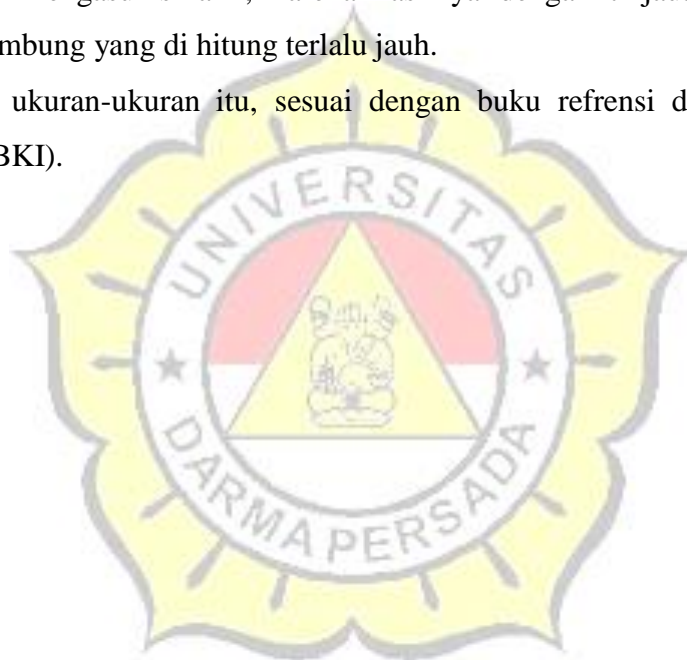 mbung yang di hitung terlalu jauh.
ukuran-ukuran itu, sesuai dengan buku refrensi d
BKI).
UNIVERSITAS
DARMA PERSADA